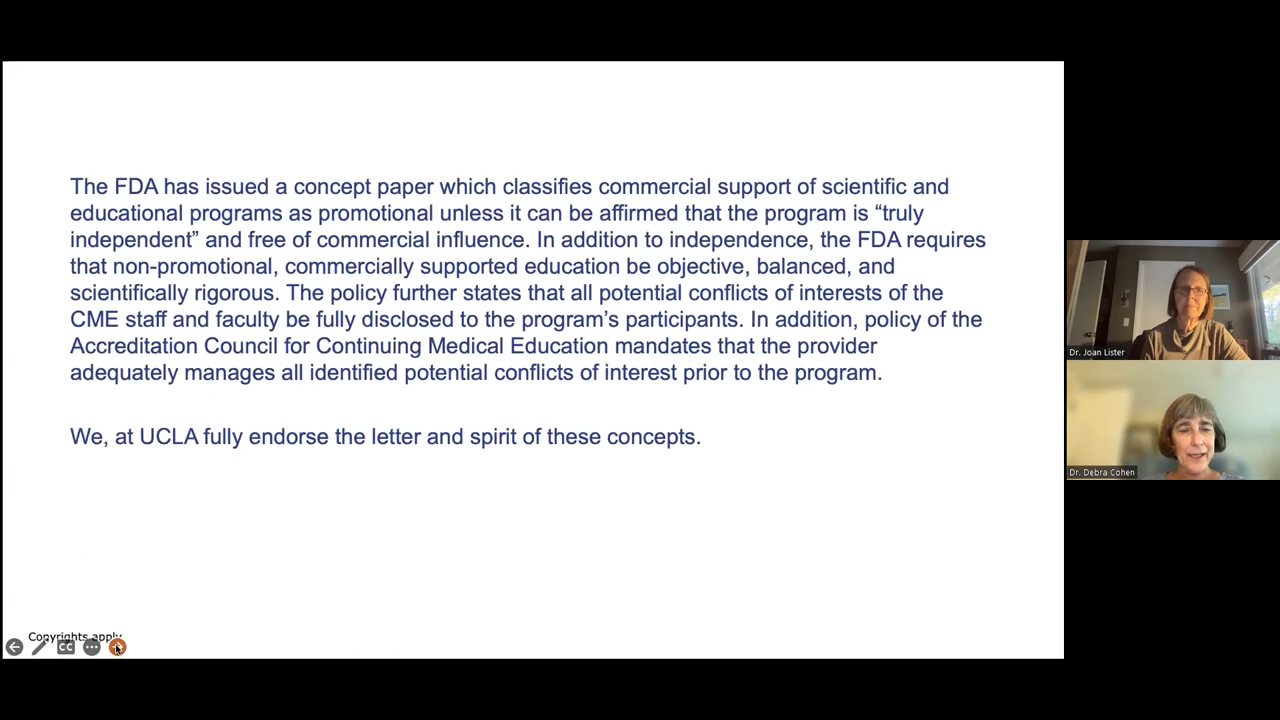 The FDA has issued a concept paper which classifies commercial support of scientific and
educational programs as promotional unless it can be affirmed that the program is “truly
independent” and free of commercial influence. In addition to independence, the FDA requires
that non-promotional, commercially supported education be objective, balanced, and
scientifically rigorous. The policy further states that all potential conflicts of interests of the
CME staff and faculty be fully disclosed to the program’s participants. In addition, policy of the
Accreditation Council for Continuing Medical Education mandates that the provider
adequately manages all identified potential conflicts of interest prior to the program.
We, at UCLA fully endorse the letter and spirit of these concepts.
Copyrights apply
CC
Dr. Joan Lister
Dr. Debra Cohen